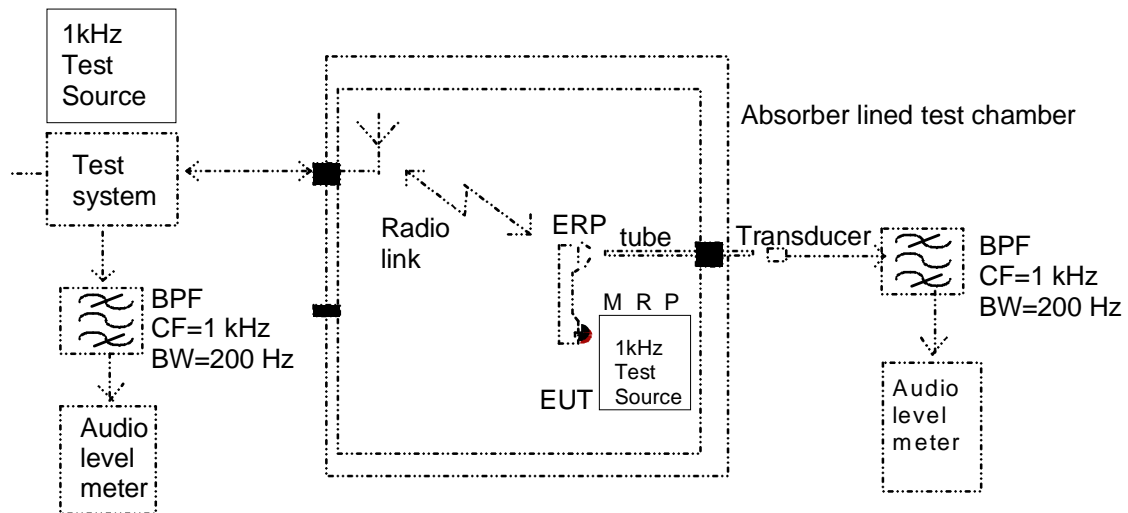 1kHz
Test
Source
Test
system
BPF
CF=1 kHz
BW=200 Hz
Audio
level
meter
Absorber lined test chamber
Radio
link
ERP
tube
Transducer
M R P
1kHz
Test
Source
EUT
BPF
CF=1 kHz
BW=200 Hz
Audio
level
meter